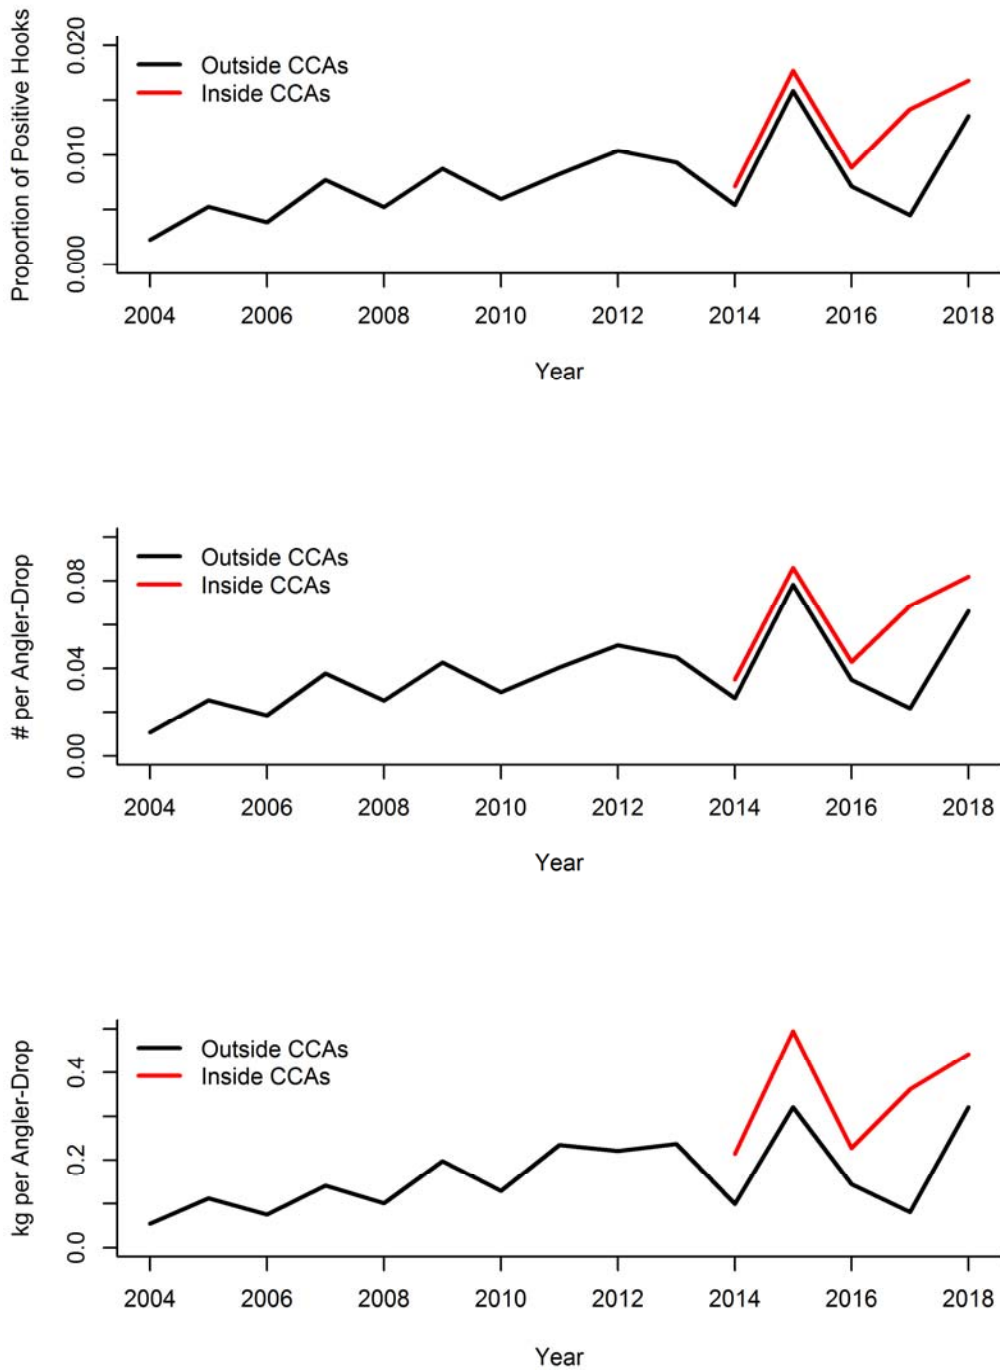 Proportion of Positive Hooks
0.020
0.010
0.000
Outside CCAs
Inside CCAs
2004 2006 2008 2010 2012 2014 2016 2018
Year
# per Angler-Drop
0.08
0.04
0.00
Outside CCAs
Inside CCAs
2004 2006 2008 2010 2012 2014 2016 2018
Year
kg per Angler-Drop
0.4
0.2
0.0
Outside CCAs
Inside CCAs
2004 2006 2008 2010 2012 2014 2016 2018
Year